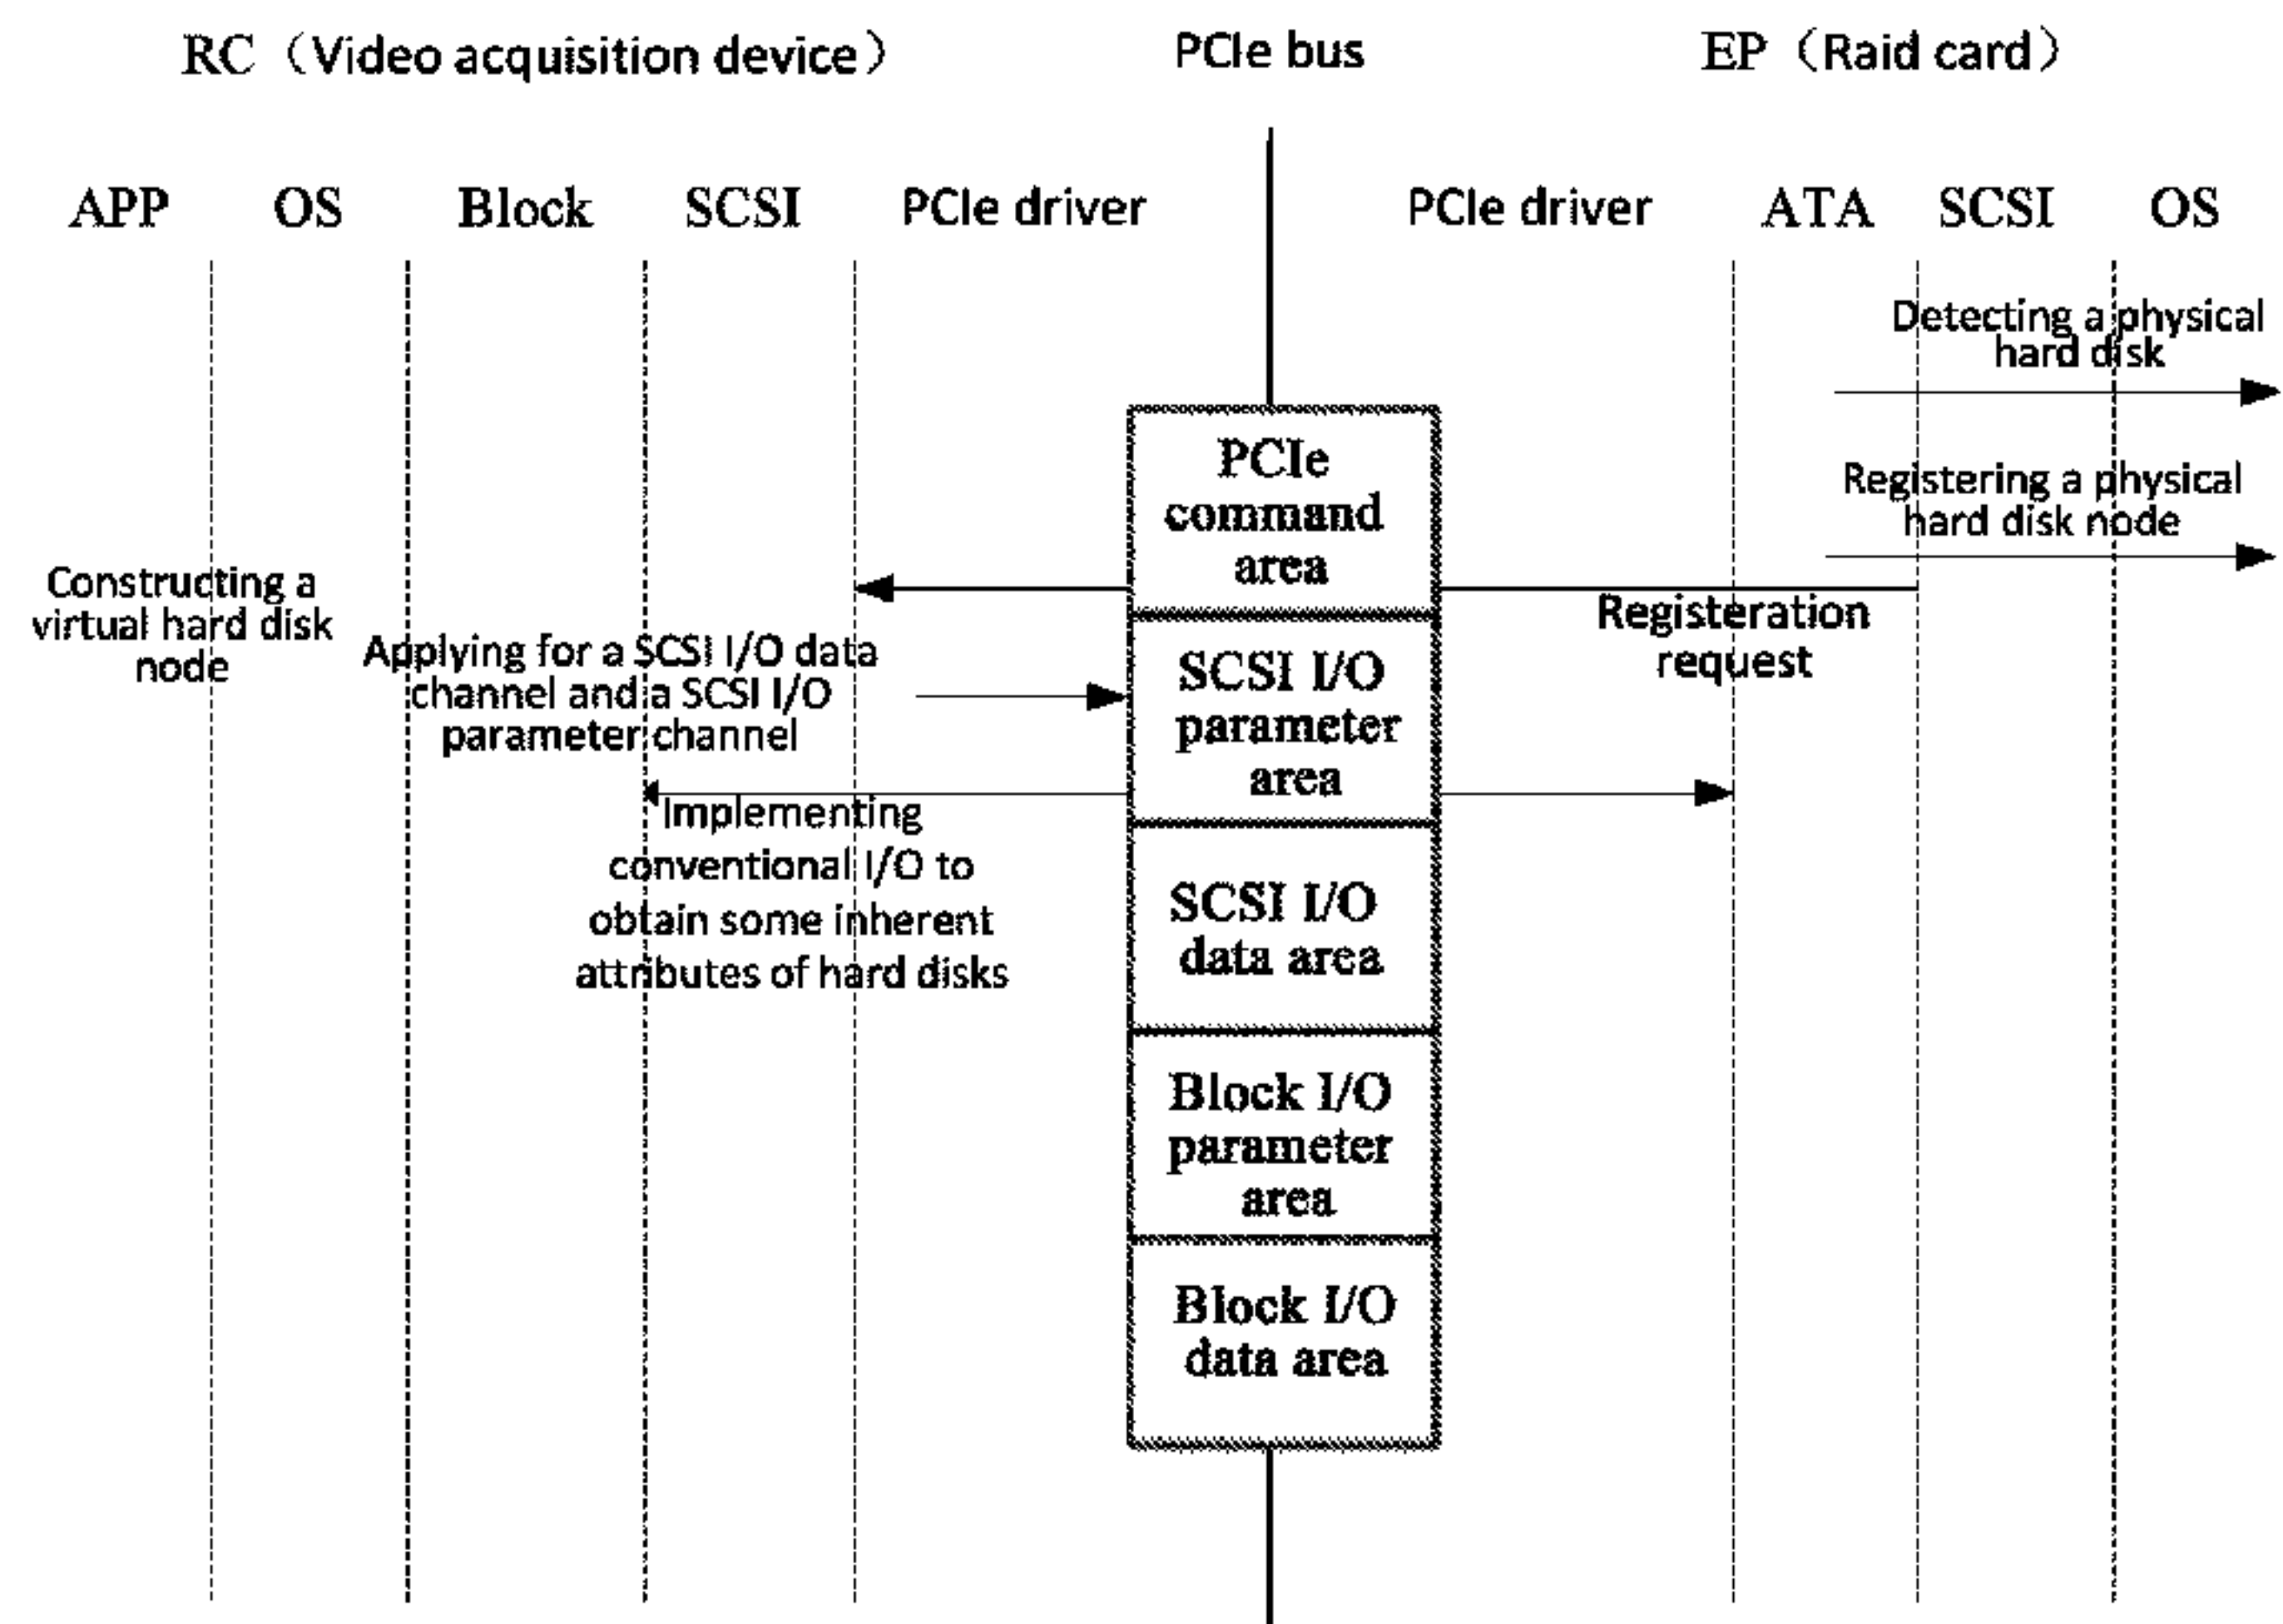 RC（Video acquisition device）
PCIe bus
EP（Raid card）
APP
OS
Block
SCSI
PCIe driver
PCIe driver
ATA
SCSI
OS
Detecting a physical
hard disk
Registering a physical
hard disk node
PCIe
command
area
Registeration
request
Constructing a
virtual hard disk
node
Applying for a SCSI I/O data
channel and a SCSI I/O
parameter channel
SCSI I/O
parameter
area
Implementing
conventional I/O to
obtain some inherent
attributes of hard disks
SCSI I/O
data area
Block I/O
parameter
area
Block I/O
data area